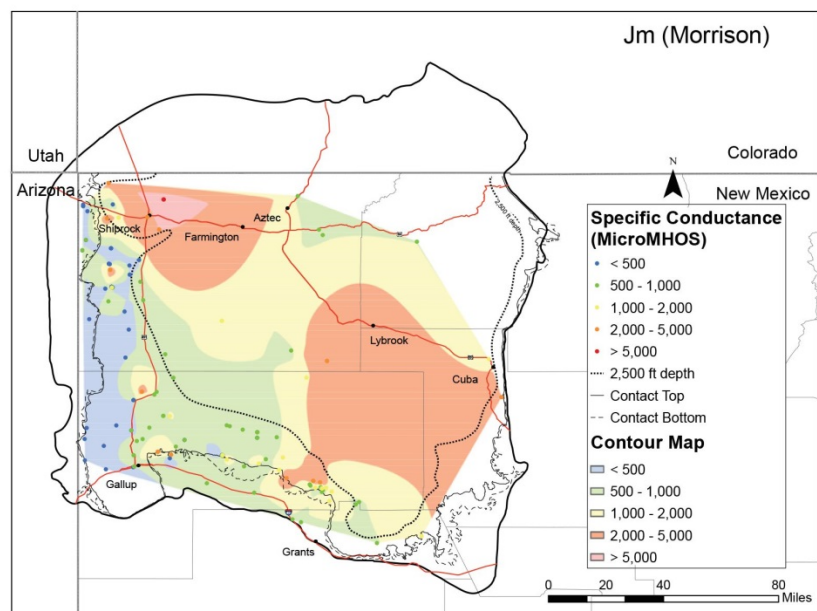 Jm (Morrison)
Utah
Colorado
Arizona
N
New Mexico
Aztec
2,500 ft depth
Shiprock
Farmington
Lybrook
Cuba
Gallup
Grants
Specific Conductance
(MicroMHOS)
< 500
500 - 1,000
1,000 - 2,000
2,000 - 5,000
> 5,000
2,500 ft depth
Contact Top
Contact Bottom
Contour Map
< 500
500 - 1,000
1,000 - 2,000
2,000 - 5,000
> 5,000
0 20 40 80
Miles